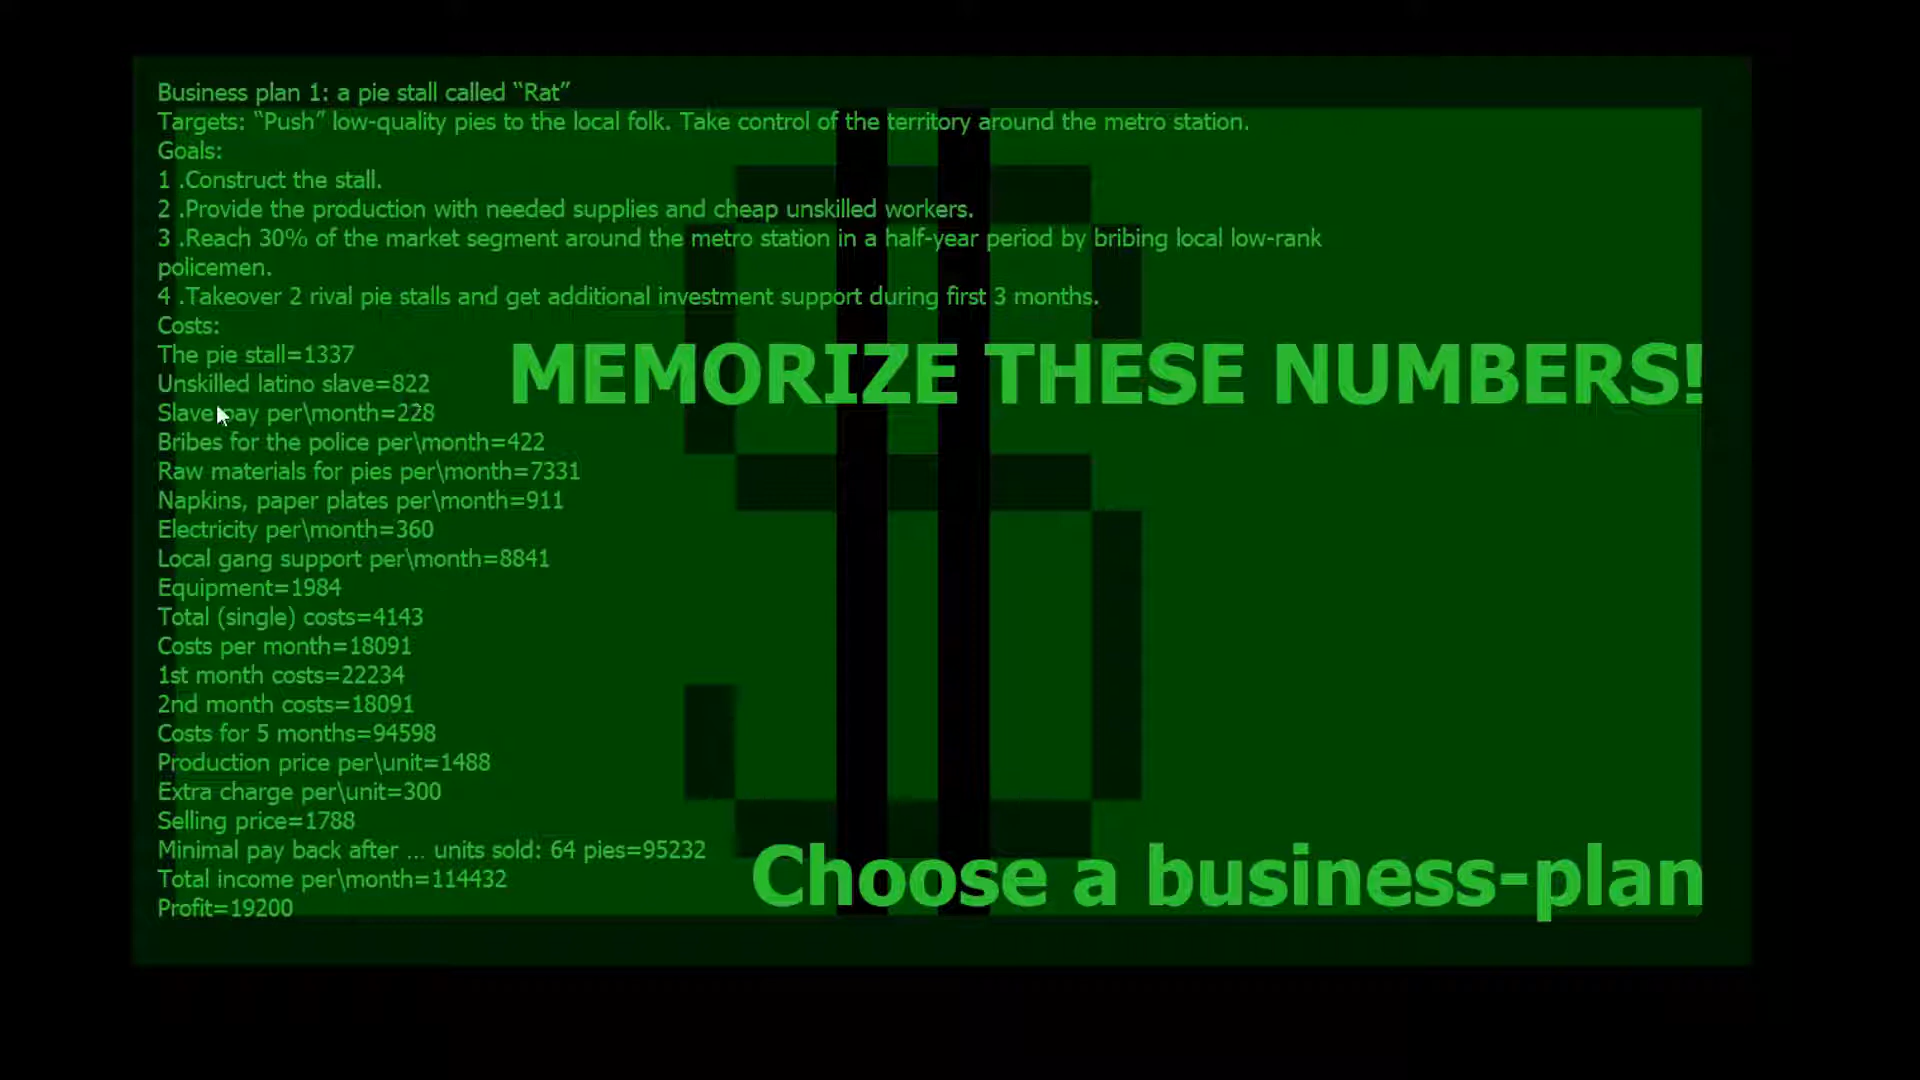 Business plan 1: a pie stall called “Rat”
Targets: “Push” low-quality pies to the local folk. Take control of the territory around the metro station.
Goals:
1 .Construct the stall.
2 .Provide the production with needed supplies and cheap unskilled workers.
3 .Reach 30% of the market segment around the metro station in a half-year period by bribing local low-rank
policemen.
4 .Takeover 2 rival pie stalls and get additional investment support during first 3 months.
Costs:
The pie stall=1337
MEMORIZE THESE NUMBERS!
Unskilled latino slave=822
Slave pay per\month=228
Bribes for the police per\month=422
Raw materials for pies per\month=7331
Napkins, paper plates per\month=911
Electricity per\month=360
Local gang support per\month=8841
Equipment=1984
Total (single) costs=4143
Costs per month=18091
1st month costs=22234
2nd month costs=18091
Costs for 5 months=94598
Production price per\unit=1488
Extra charge per\unit=300
Selling price=1788
Minimal pay back after ... units sold: 64 pies=95232
Total income per\month=114432
Choose a business-plan
Profit=19200